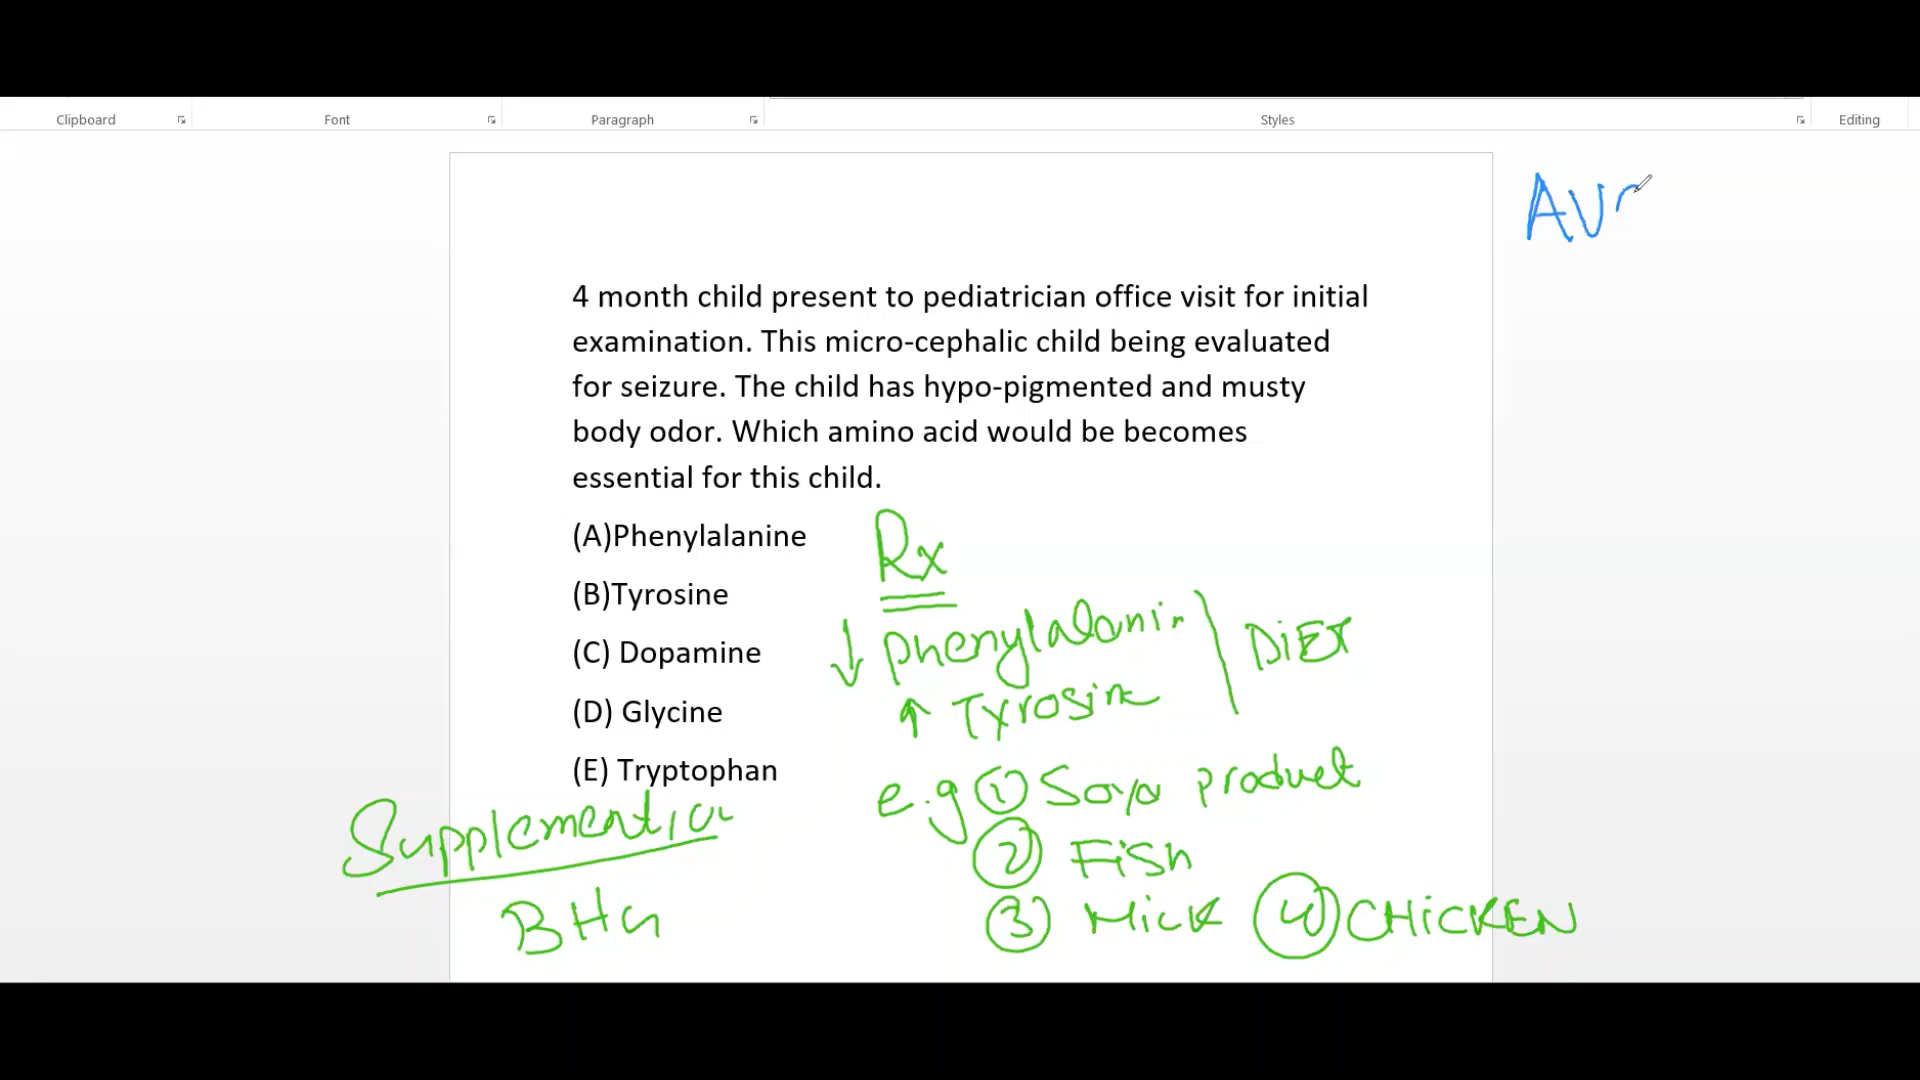 Clipboard Font Paragraph Styles Editing
AV
4 month child present to pediatrician office visit for initial
examination. This micro-cephalic child being evaluated
for seizure. The child has hypo-pigmented and musty
body odor. Which amino acid would be becomes
essential for this child.
(A)Phenylalanine
(B)Tyrosine
(C) Dopamine
(D) Glycine
(E) Tryptophan
Rx
↓ phenylalanin
↑ Tyrosine
DIET
e.g ① Soya product
② Fish
③ Milk ④ CHICKEN
Supplemention
BH4